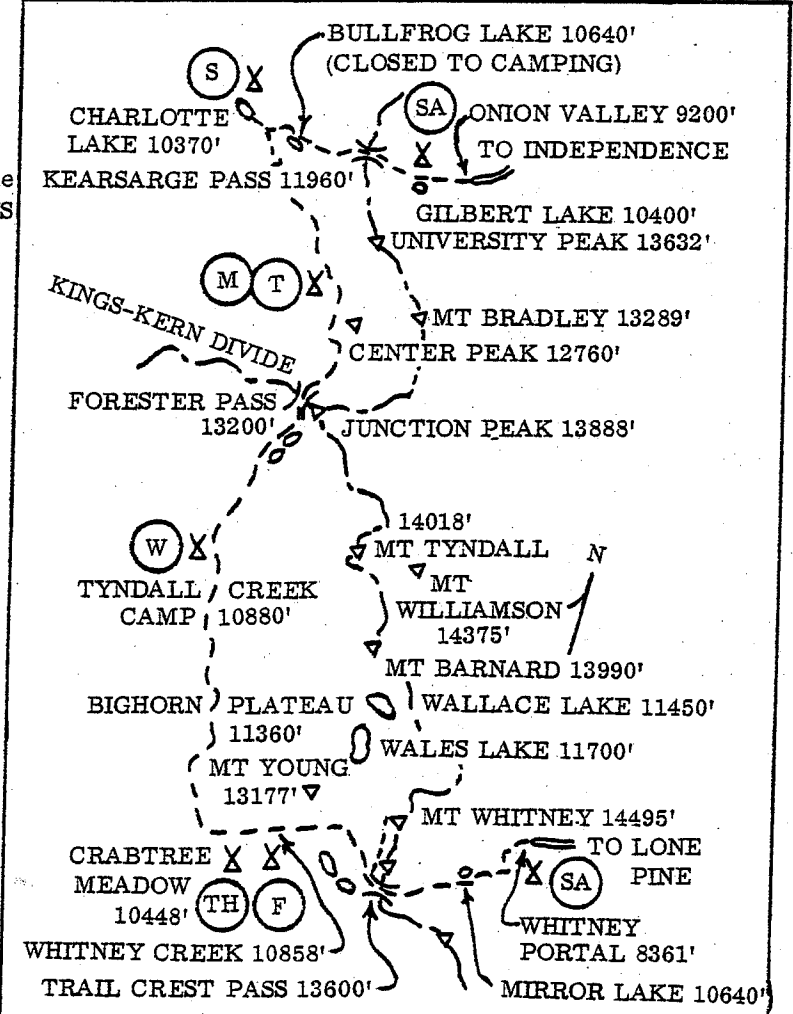 BULLFROG LAKE 10640'
(CLOSED TO CAMPING)
S
SA
CHARLOTTE
LAKE 10370'
ONION VALLEY 9200'
TO INDEPENDENCE
e
KEARSARGE PASS 11960'
S
GILBERT LAKE 10400'
UNIVERSITY PEAK 13632'
M
T
KINGS-KERN DIVIDE
MT BRADLEY 13289'
CENTER PEAK 12760'
FORESTER PASS
13200'
JUNCTION PEAK 13888'
14018'
W
MT TYNDALL
N
TYNDALL CREEK
CAMP 10880'
MT
WILLIAMSON
14375'
MT BARNARD 13990'
BIGHORN PLATEAU
11360'
WALLACE LAKE 11450'
WALES LAKE 11700'
MT YOUNG
13177'
MT WHITNEY 14495'
TO LONE
PINE
CRABTREE
MEADOW
10448'
TH
F
SA
WHITNEY
PORTAL 8361'
WHITNEY CREEK 10858'
TRAIL CREST PASS 13600'
MIRROR LAKE 10640'